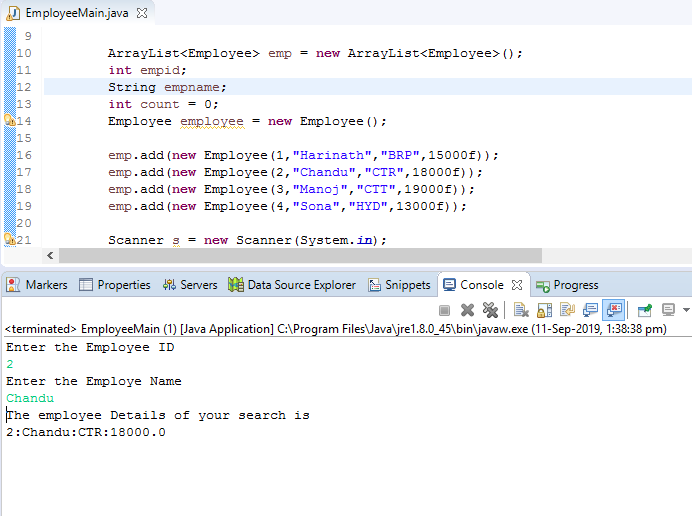 EmployeeMain.java
9
10 ArrayList<Employee> emp = new ArrayList<Employee>();
11 int empid;
12 String empname;
13 int count = 0;
14 Employee employee = new Employee();
15
16 emp.add(new Employee(1,"Harinath","BRP",15000f));
17 emp.add(new Employee(2,"Chandu","CTR",18000f));
18 emp.add(new Employee(3,"Manoj","CTT",19000f));
19 emp.add(new Employee(4,"Sona","HYD",13000f));
20
21 Scanner s = new Scanner(System.in);
Markers Properties Servers Data Source Explorer Snippets Console Progress
<terminated> EmployeeMain (1) [Java Application] C:\Program Files\Java\jre1.8.0_45\bin\javaw.exe (11-Sep-2019, 1:38:38 pm)
Enter the Employee ID
2
Enter the Employe Name
Chandu
The employee Details of your search is
2:Chandu:CTR:18000.0